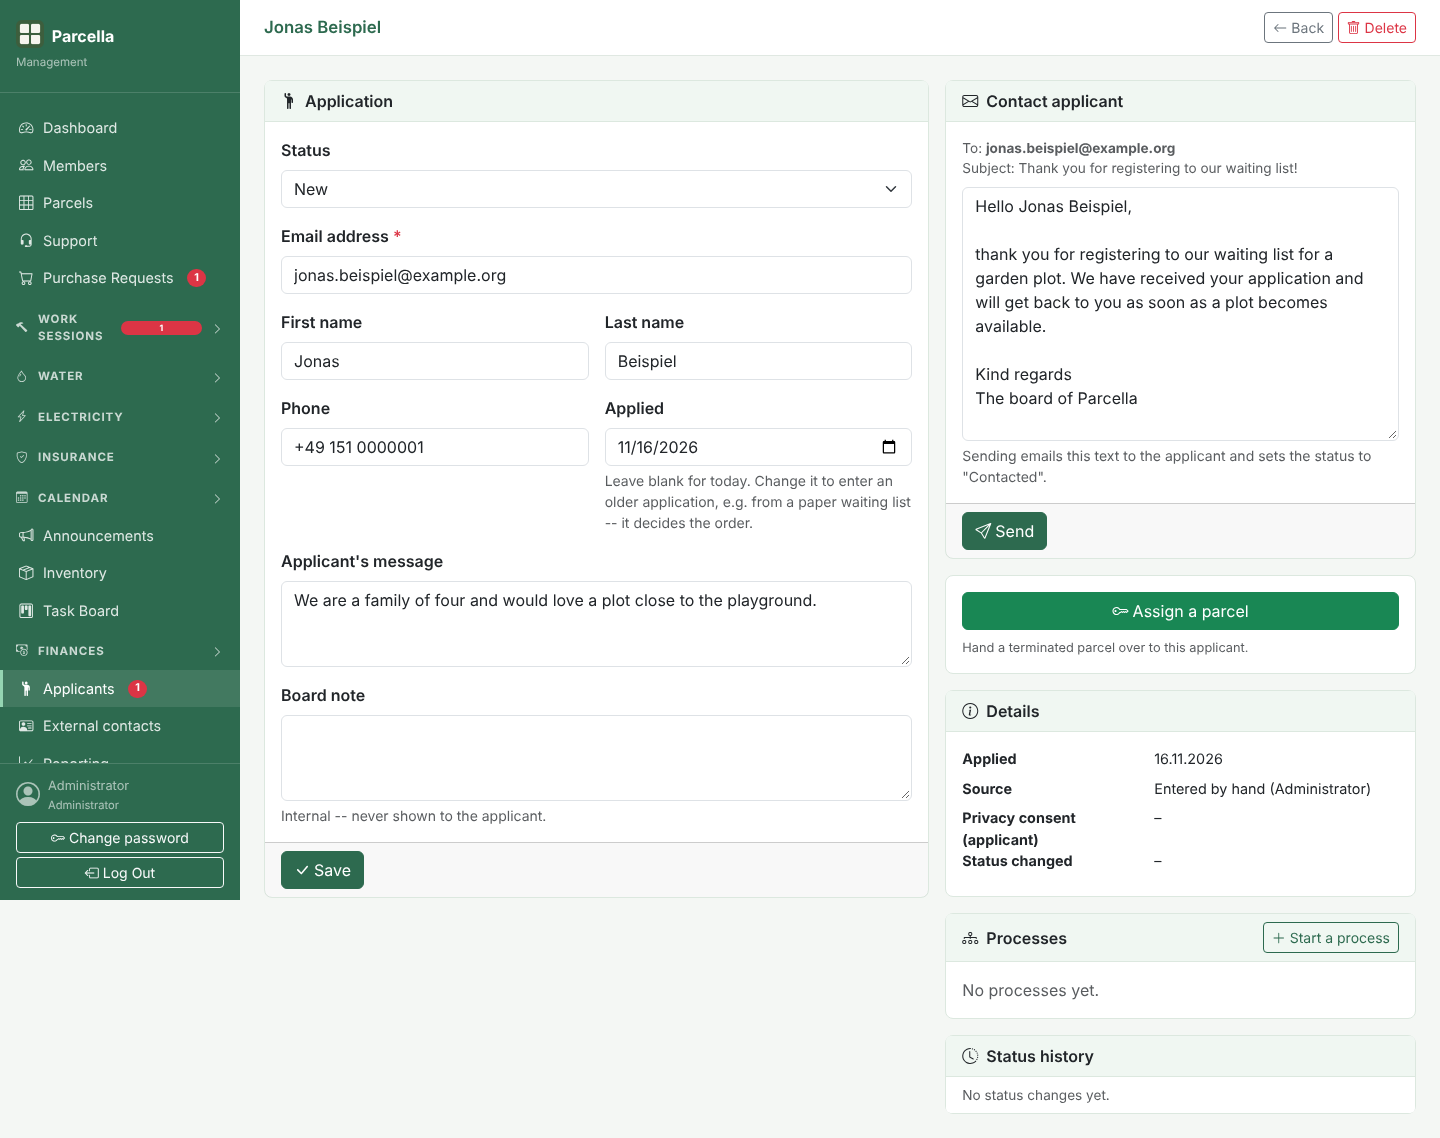 Parcella
Management
Dashboard
Members
Parcels
Support
Purchase Requests 1
WORK
SESSIONS
1
WATER
ELECTRICITY
INSURANCE
CALENDAR
Announcements
Inventory
Task Board
FINANCES
Applicants 1
External contacts
Reporting
Administrator
Administrator
Change password
Log Out
Jonas Beispiel
Back
Delete
Application
Status
New
Email address *
jonas.beispiel@example.org
First name
Last name
Jonas
Beispiel
Phone
Applied
+49 151 0000001
11/16/2026
Leave blank for today. Change it to enter an
older application, e.g. from a paper waiting list
-- it decides the order.
Applicant's message
We are a family of four and would love a plot close to the playground.
Board note
Internal -- never shown to the applicant.
Save
Contact applicant
To: jonas.beispiel@example.org
Subject: Thank you for registering to our waiting list!
Hello Jonas Beispiel,
thank you for registering to our waiting list for a
garden plot. We have received your application and
will get back to you as soon as a plot becomes
available.
Kind regards
The board of Parcella
Sending emails this text to the applicant and sets the status to
"Contacted".
Send
Assign a parcel
Hand a terminated parcel over to this applicant.
Details
Applied 16.11.2026
Source Entered by hand (Administrator)
Privacy consent –
(applicant)
Status changed –
Processes
Start a process
No processes yet.
Status history
No status changes yet.